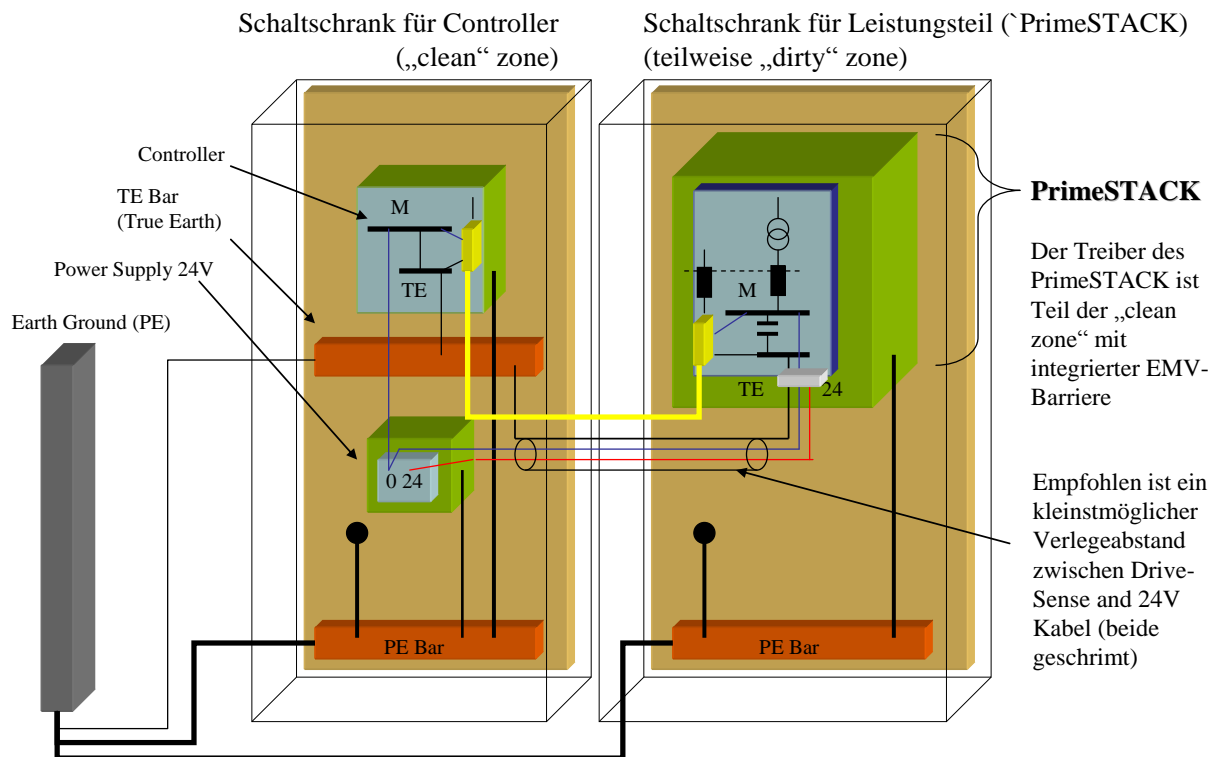 Schaltschrank für Controller
(„clean“ zone)
Schaltschrank für Leistungsteil (`PrimeSTACK)
(teilweise „dirty“ zone)
Controller
TE Bar
(True Earth)
Power Supply 24V
Earth Ground (PE)
M
TE
0 24
PE Bar
M
TE
24
PE Bar
PrimeSTACK
Der Treiber des
PrimeSTACK ist
Teil der „clean
zone“ mit
integrierter EMV-
Barriere
Empfohlen ist ein
kleinstmöglicher
Verlegeabstand
zwischen Drive-
Sense and 24V
Kabel (beide
geschrimt)